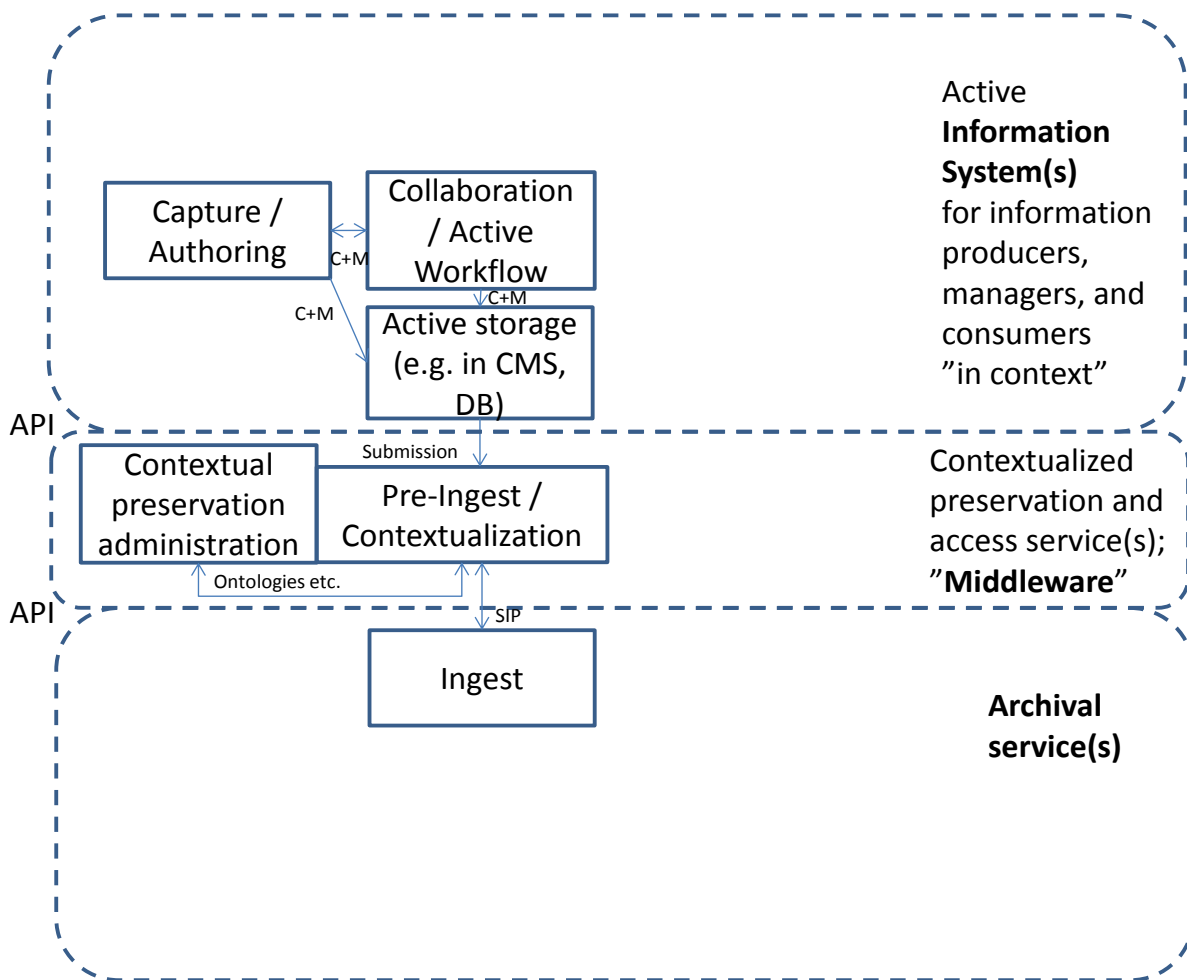 Active
Information
System(s)
for information
producers,
managers, and
consumers
”in context”
Capture /
Authoring
Collaboration
/ Active
Workflow
C+M
C+M
C+M
Active storage
(e.g. in CMS,
DB)
API
Submission
Contextual
preservation
administration
Pre-Ingest /
Contextualization
Contextualized
preservation and
access service(s);
”Middleware”
Ontologies etc.
API
SIP
Ingest
Archival
service(s)